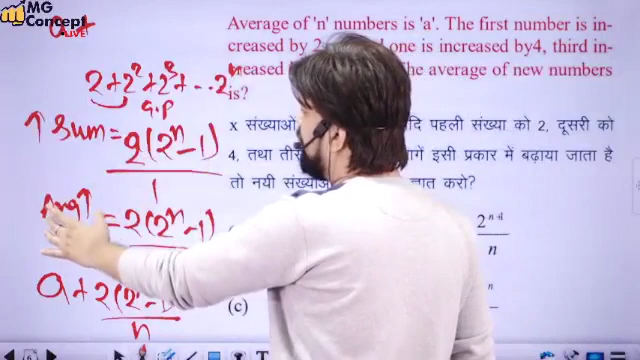 MG
Concept
LIVE
a+
Average of 'n' numbers is 'a'. The first number is in-
creased by 2, one is increased by4, third in-
creased The average of new numbers
is?
2+2²+2³+ --2ⁿ
G.P
↑ Sum = 2(2ⁿ-1)
1
x संख्याओं पहली संख्या को 2, दूसरी को
4, तथा इसी प्रकार में बढ़ाया जाता है
तो नयी करो?
Avg↑ = 2(2ⁿ-1)
2ⁿ⁺¹
n
a+ 2(2
n
(c)
n
T